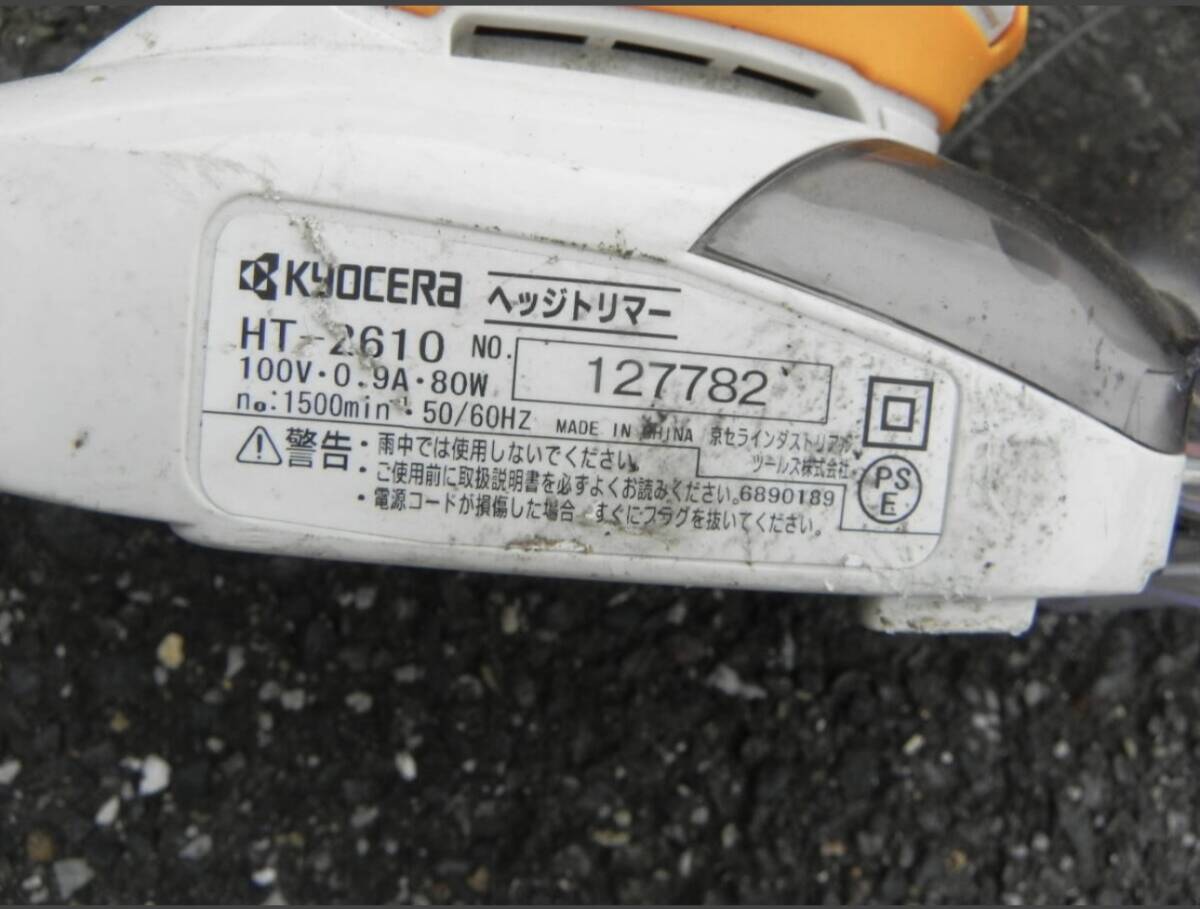 KYOCERA ヘッジトリマー
HT-2610 NO. 127782
100V・0.9A・80W
n₀:1500min⁻¹・50/60HZ
MADE IN CHINA 京セラインダストリアル
ツールズ株式会社
警告・雨中では使用しないでください。
・ご使用前に取扱説明書を必ずよくお読みください。6890189
・電源コードが損傷した場合、すぐにプラグを抜いてください。
PS
E